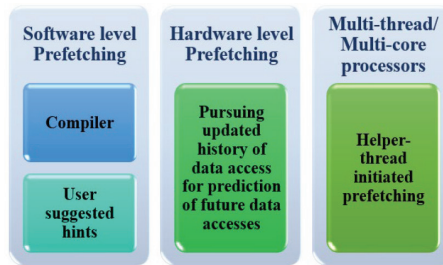 Software level
Prefetching
Compiler
User
suggested
hints
Hardware level
Prefetching
Pursuing
updated
history of
data access
for prediction
of future data
accesses
Multi-thread/
Multi-core
processors
Helper-
thread
initiated
prefetching